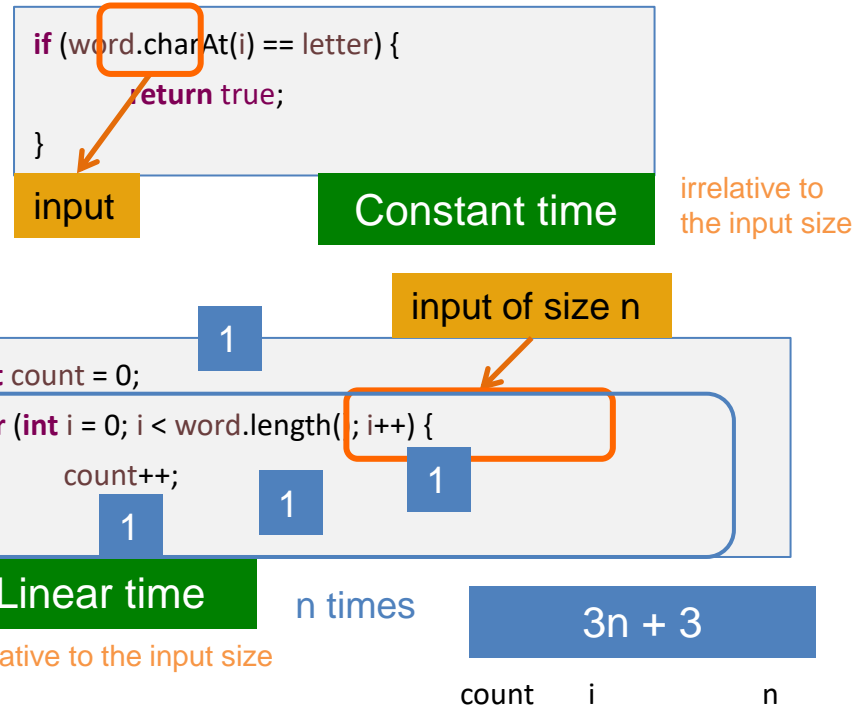 if (word.charAt(i) == letter) {
return true;
}
input
Constant time
irrelative to
the input size
input of size n
1
t count = 0;
r (int i = 0; i < word.length(); i++) {
count++;
1
1
1
Linear time
n times
3n + 3
ative to the input size
count i n